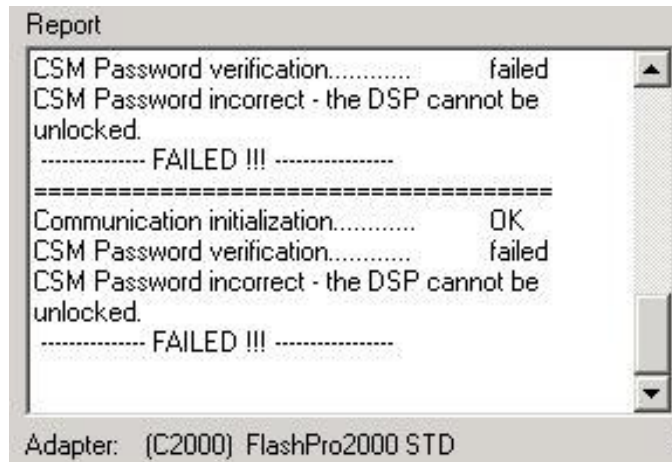 Report
CSM Password verification............ failed
CSM Password incorrect - the DSP cannot be
unlocked.
--------------- FAILED !!! -----------------
=====================================
Communication initialization............. OK
CSM Password verification............ failed
CSM Password incorrect - the DSP cannot be
unlocked.
--------------- FAILED !!! -----------------
Adapter: (C2000) FlashPro2000 STD